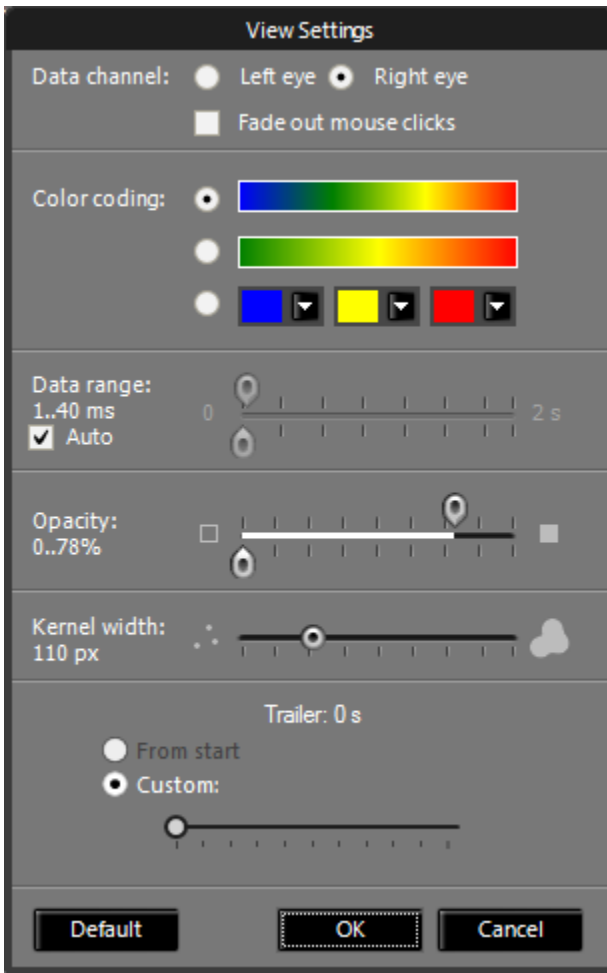 View Settings
Data channel: Left eye Right eye
Fade out mouse clicks
Color coding:
Data range:
1..40 ms
0 2 s
Auto
Opacity:
0..78%
Kernel width:
110 px
Trailer: 0 s
From start
Custom:
Default OK Cancel